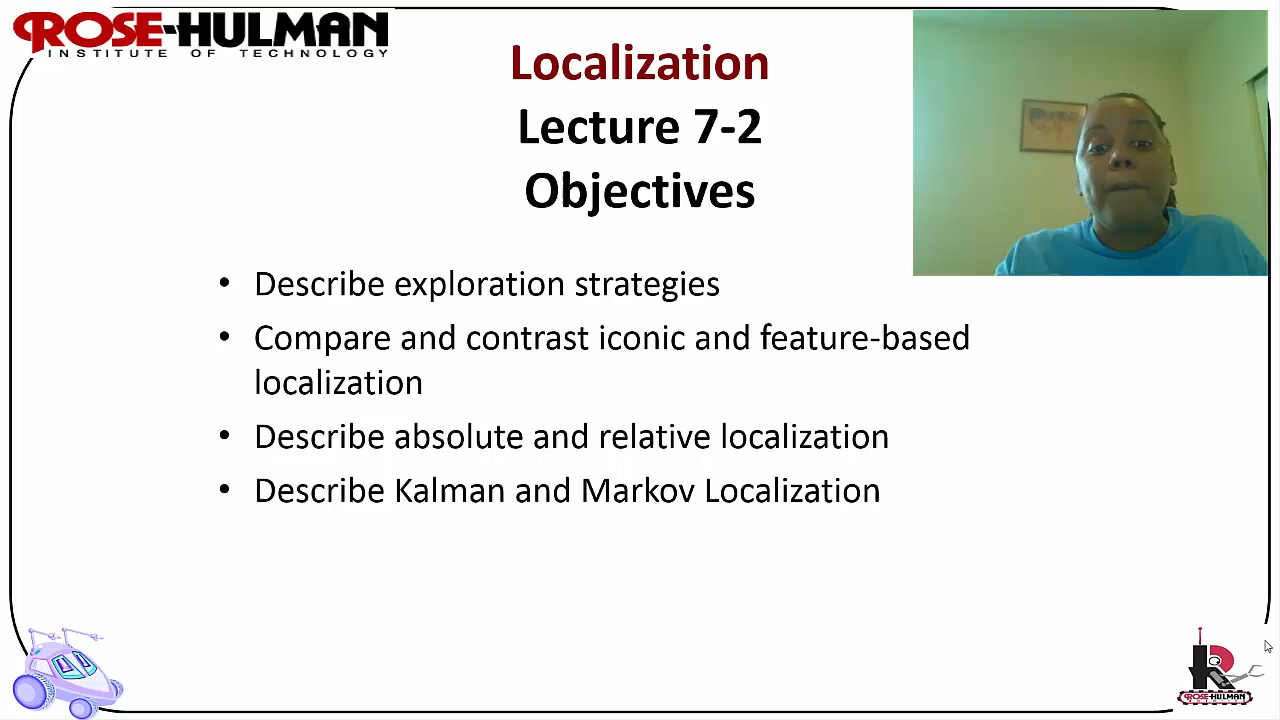 ROSE-HULMAN
INSTITUTE OF TECHNOLOGY
Localization
Lecture 7-2
Objectives
• Describe exploration strategies
• Compare and contrast iconic and feature-based
localization
• Describe absolute and relative localization
• Describe Kalman and Markov Localization
R
ROSE-HULMAN